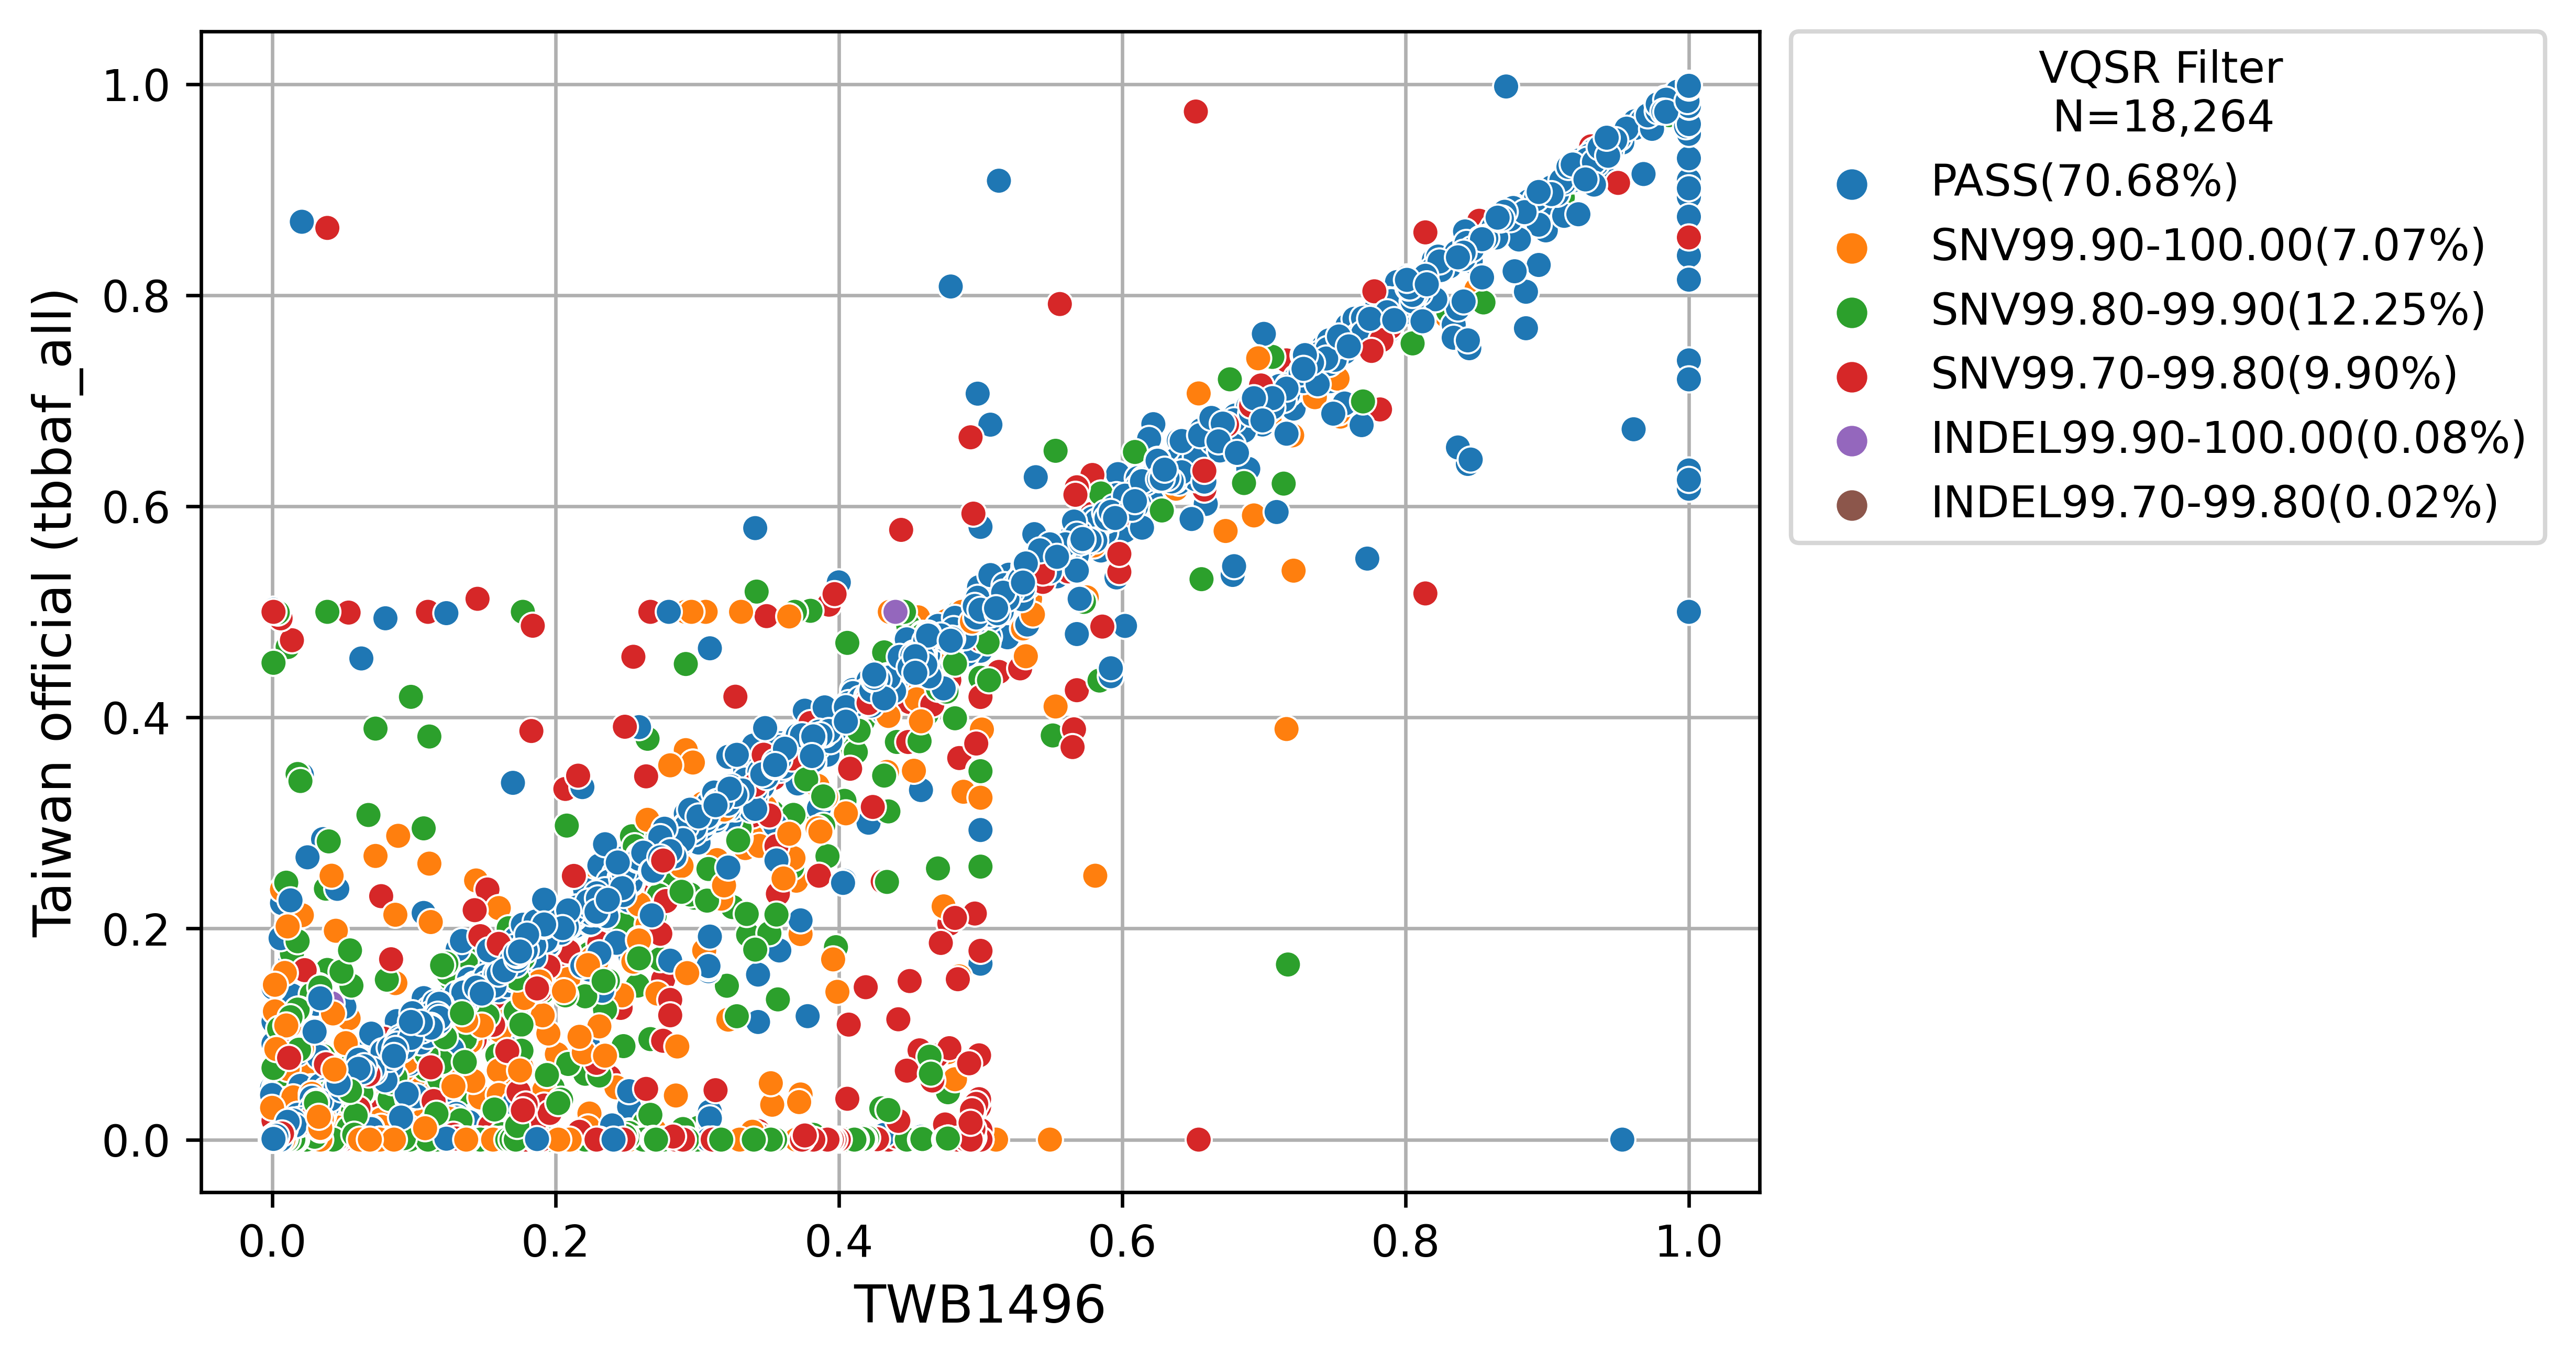 Taiwan official (tbbaf_all)
1.0
0.8
0.6
0.4
0.2
0.0
0.0 0.2 0.4 0.6 0.8 1.0
TWB1496
VQSR Filter
N=18,264
PASS(70.68%)
SNV99.90-100.00(7.07%)
SNV99.80-99.90(12.25%)
SNV99.70-99.80(9.90%)
INDEL99.90-100.00(0.08%)
INDEL99.70-99.80(0.02%)